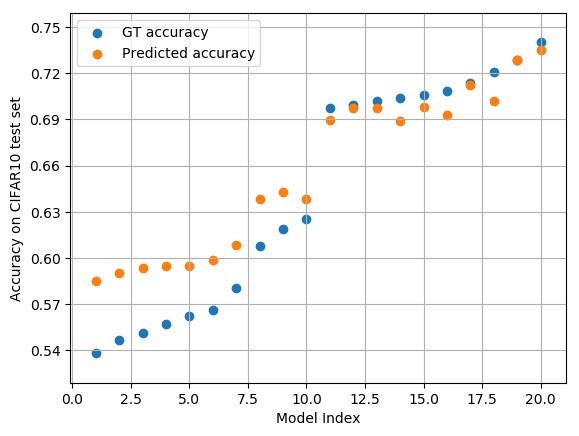 GT accuracy
Predicted accuracy
Accuracy on CIFAR10 test set
0.75
0.72
0.69
0.66
0.63
0.60
0.57
0.54
0.0 2.5 5.0 7.5 10.0 12.5 15.0 17.5 20.0
Model Index